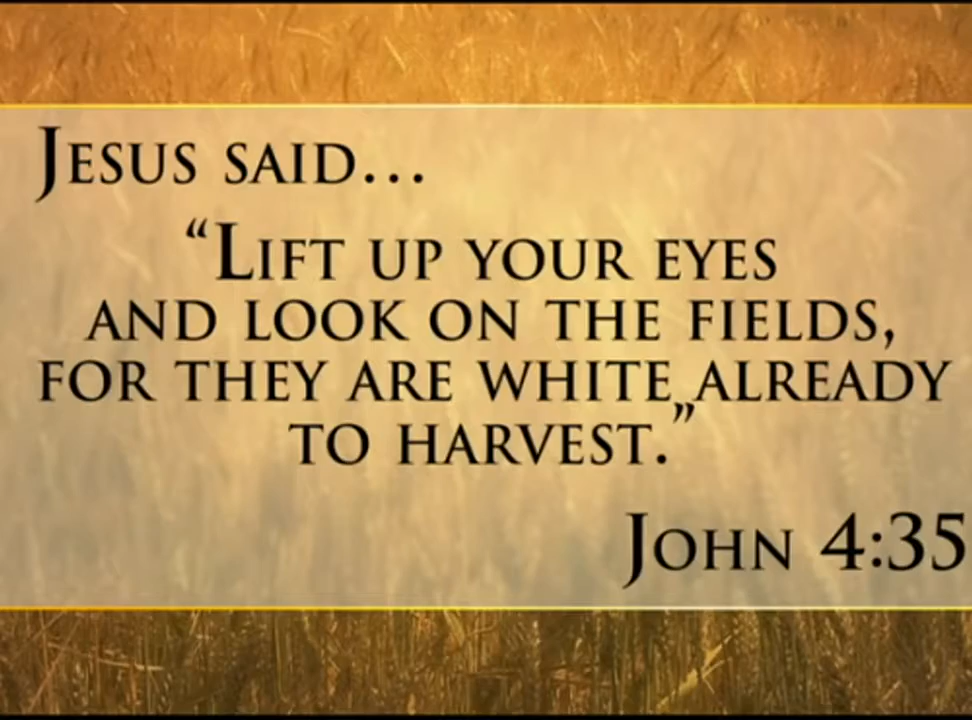 Jesus said...
“Lift up your eyes
and look on the fields,
for they are white already
to harvest.”
John 4:35